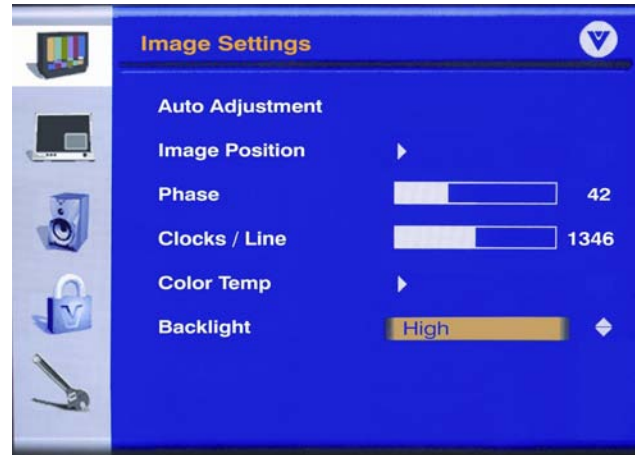 Image Settings
Auto Adjustment
Image Position
Phase 42
Clocks / Line 1346
Color Temp
Backlight High